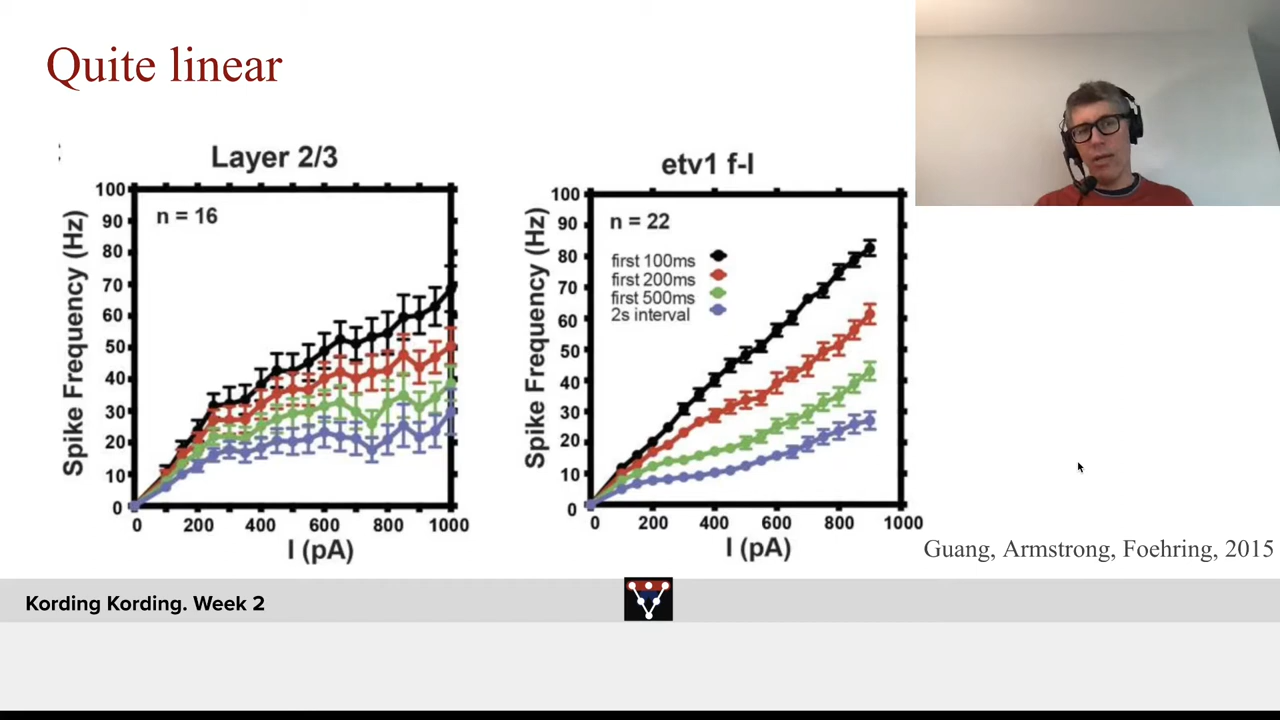 Quite linear
Layer 2/3
n = 16
Spike Frequency (Hz)
100
90
80
70
60
50
40
30
20
10
0
0 200 400 600 800 1000
I (pA)
etv1 f-I
n = 22
first 100ms
first 200ms
first 500ms
2s interval
Spike Frequency (Hz)
100
90
80
70
60
50
40
30
20
10
0
0 200 400 600 800 1000
I (pA)
Guang, Armstrong, Foehring, 2015
Kording Kording. Week 2